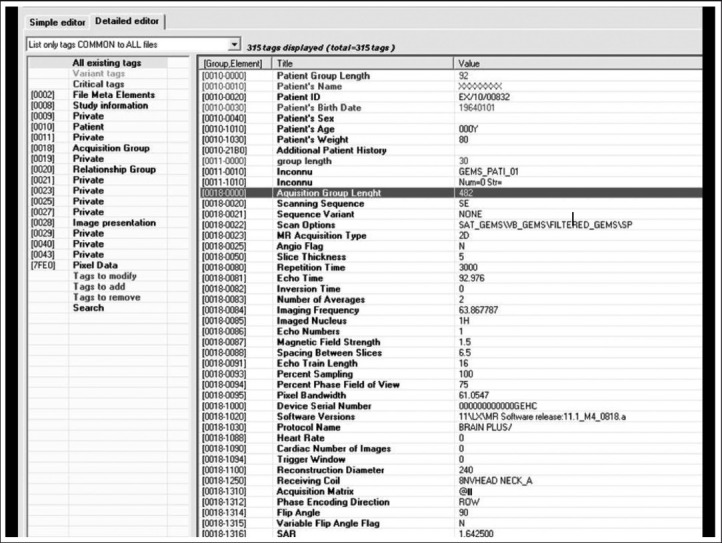 Simple editor Detailed editor
List only tags COMMON to ALL files 315 tags displayed (total=315 tags )
All existing tags
Variant tags
Critical tags
[0002] File Meta Elements
[0008] Study information
[0009] Private
[0010] Patient
[0011] Private
[0018] Acquisition Group
[0019] Private
[0020] Relationship Group
[0021] Private
[0023] Private
[0025] Private
[0027] Private
[0028] Image presentation
[0029] Private
[0040] Private
[0043] Private
[7FE0] Pixel Data
Tags to modify
Tags to add
Tags to remove
Search
[Group,Element] Title Value
[0010-0000] Patient Group Length 92
[0010-0010] Patient's Name XXXXXXXX
[0010-0020] Patient ID EX/10/00832
[0010-0030] Patient's Birth Date 19640101
[0010-0040] Patient's Sex
[0010-1010] Patient's Age 000Y
[0010-1030] Patient's Weight 80
[0010-21B0] Additional Patient History
[0011-0000] group length 30
[0011-0010] Inconnu GEMS_PATI_01
[0011-1010] Inconnu Num=0 Str=
[0018-0000] Aquisition Group Lenght 482
[0018-0020] Scanning Sequence SE
[0018-0021] Sequence Variant NONE
[0018-0022] Scan Options SAT_GEMS\VB_GEMS\FILTERED_GEMS\SP
[0018-0023] MR Acquisition Type 2D
[0018-0025] Angio Flag N
[0018-0050] Slice Thickness 5
[0018-0080] Repetition Time 3000
[0018-0081] Echo Time 92.976
[0018-0082] Inversion Time 0
[0018-0083] Number of Averages 2
[0018-0084] Imaging Frequency 63.867787
[0018-0085] Imaged Nucleus 1H
[0018-0086] Echo Numbers 1
[0018-0087] Magnetic Field Strength 1.5
[0018-0088] Spacing Between Slices 6.5
[0018-0091] Echo Train Length 16
[0018-0093] Percent Sampling 100
[0018-0094] Percent Phase Field of View 75
[0018-0095] Pixel Bandwidth 61.0547
[0018-1000] Device Serial Number 000000000000GEHC
[0018-1020] Software Versions 11\LX\MR Software release:11.1_M4_0818.a
[0018-1030] Protocol Name BRAIN PLUS/
[0018-1088] Heart Rate 0
[0018-1090] Cardiac Number of Images 0
[0018-1094] Trigger Window 0
[0018-1100] Reconstruction Diameter 240
[0018-1250] Receiving Coil 8NVHEAD NECK_A
[0018-1310] Acquisition Matrix @
[0018-1312] Phase Encoding Direction ROW
[0018-1314] Flip Angle 90
[0018-1315] Variable Flip Angle Flag N
[0018-1316] SAR 1.642500